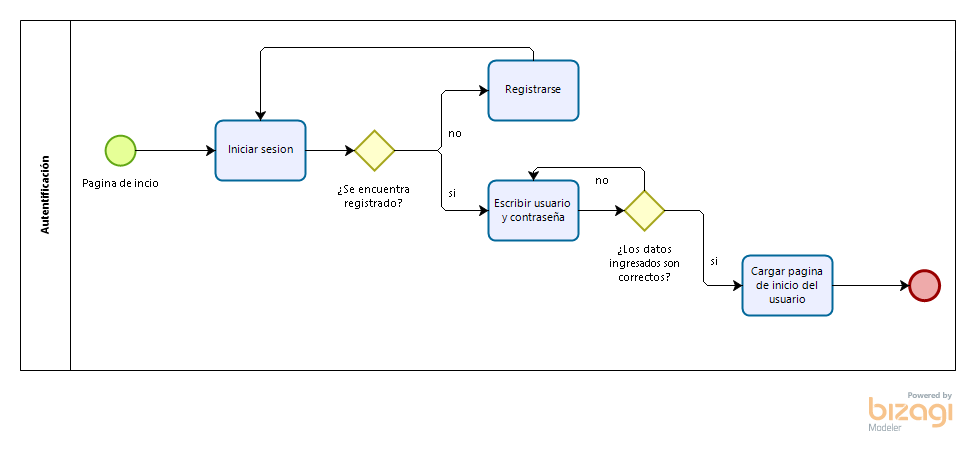 Autentificación
Pagina de incio
Iniciar sesion
¿Se encuentra
registrado?
no
Registrarse
si
Escribir usuario
y contraseña
no
¿Los datos
ingresados son
correctos?
si
Cargar pagina
de inicio del
usuario
Powered by
bizagi
Modeler